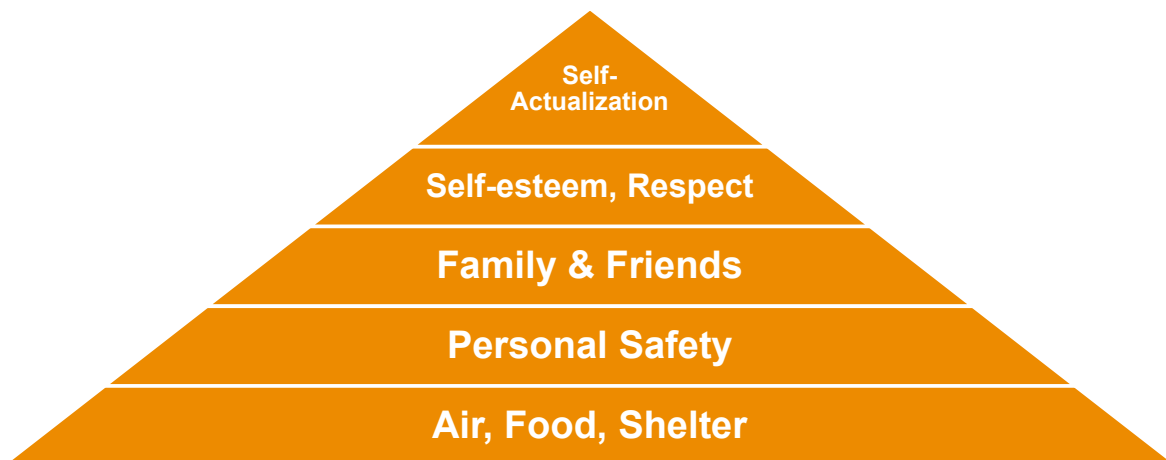 Self-
Actualization
Self-esteem, Respect
Family & Friends
Personal Safety
Air, Food, Shelter